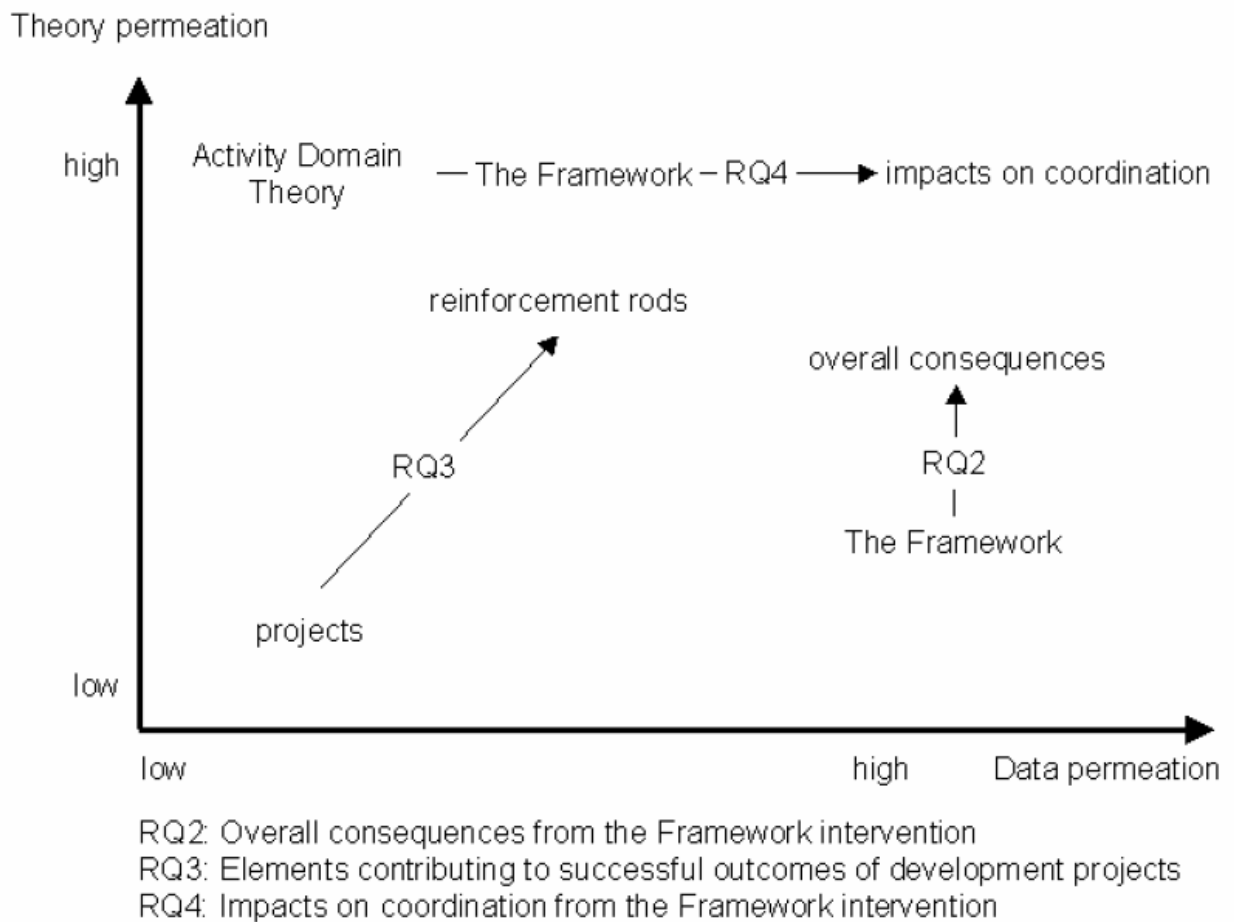 Theory permeation
high
Activity Domain
Theory
The Framework
RQ4
impacts on coordination
reinforcement rods
overall consequences
RQ3
RQ2
The Framework
projects
low
low
high
Data permeation
RQ2: Overall consequences from the Framework intervention
RQ3: Elements contributing to successful outcomes of development projects
RQ4: Impacts on coordination from the Framework intervention